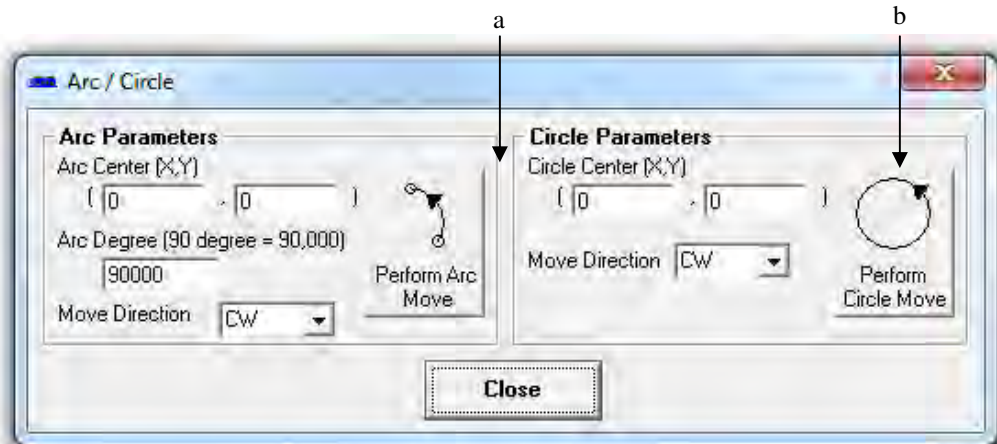 a
b
Arc / Circle
Arc Parameters
Arc Center (X,Y)
( 0 , 0 )
Arc Degree (90 degree = 90,000)
90000
Move Direction CW
Perform Arc
Move
Circle Parameters
Circle Center (X,Y)
( 0 , 0 )
Move Direction CW
Perform
Circle Move
Close